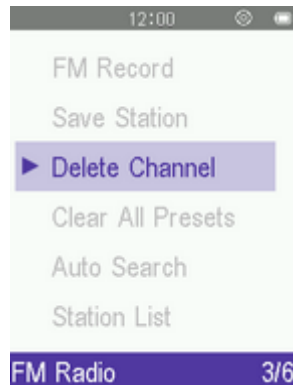 12:00
FM Record
Save Station
Delete Channel
Clear All Presets
Auto Search
Station List
FM Radio 3/6